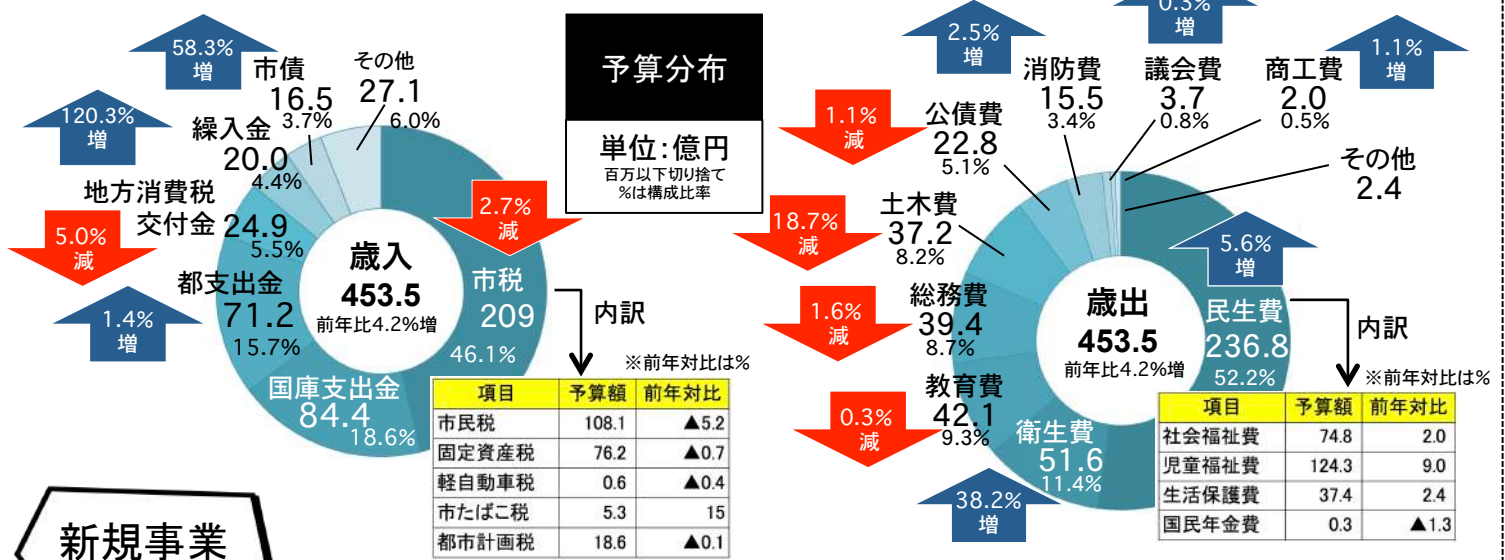 予算分布
単位：億円
百万以下切り捨て
%は構成比率
58.3%
増
市債
16.5
3.7%
その他
27.1
6.0%
120.3%
増
繰入金
20.0
4.4%
地方消費税
交付金 24.9
5.5%
5.0%
減
都支出金
71.2
15.7%
1.4%
増
国庫支出金
84.4
18.6%
歳入
453.5
前年比4.2%増
2.7%
減
市税
209
46.1%
内訳
※前年対比は%
項目 予算額 前年対比
市民税 108.1 ▲5.2
固定資産税 76.2 ▲0.7
軽自動車税 0.6 ▲0.4
市たばこ税 5.3 15
都市計画税 18.6 ▲0.1
2.5%
増
消防費
15.5
3.4%
0.3%
増
議会費
3.7
0.8%
商工費
2.0
0.5%
1.1%
増
その他
2.4
1.1%
減
公債費
22.8
5.1%
18.7%
減
土木費
37.2
8.2%
1.6%
減
総務費
39.4
8.7%
0.3%
減
教育費
42.1
9.3%
衛生費
51.6
11.4%
38.2%
増
歳出
453.5
前年比4.2%増
5.6%
増
民生費
236.8
52.2%
内訳
※前年対比は%
項目 予算額 前年対比
社会福祉費 74.8 2.0
児童福祉費 124.3 9.0
生活保護費 37.4 2.4
国民年金費 0.3 ▲1.3
新規事業